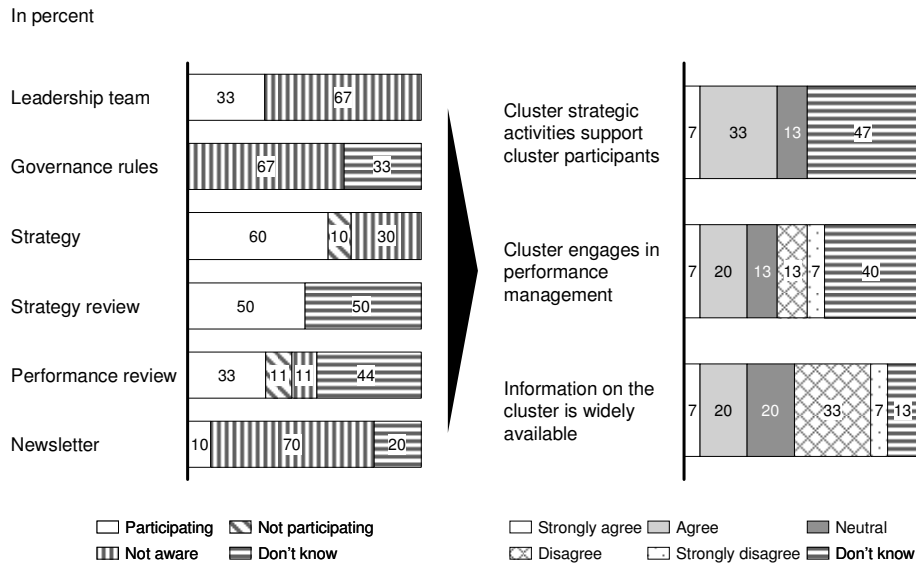 In percent
Leadership team
33 67
Governance rules
67 33
Strategy
60 10 30
Strategy review
50 50
Performance review
33 11 11 44
Newsletter
10 70 20
Participating Not participating
Not aware Don't know
Cluster strategic
activities support
cluster participants
7 33 13 47
Cluster engages in
performance
management
7 20 13 13 7 40
Information on the
cluster is widely
available
7 20 20 33 7 13
Strongly agree Agree Neutral
Disagree Strongly disagree Don't know